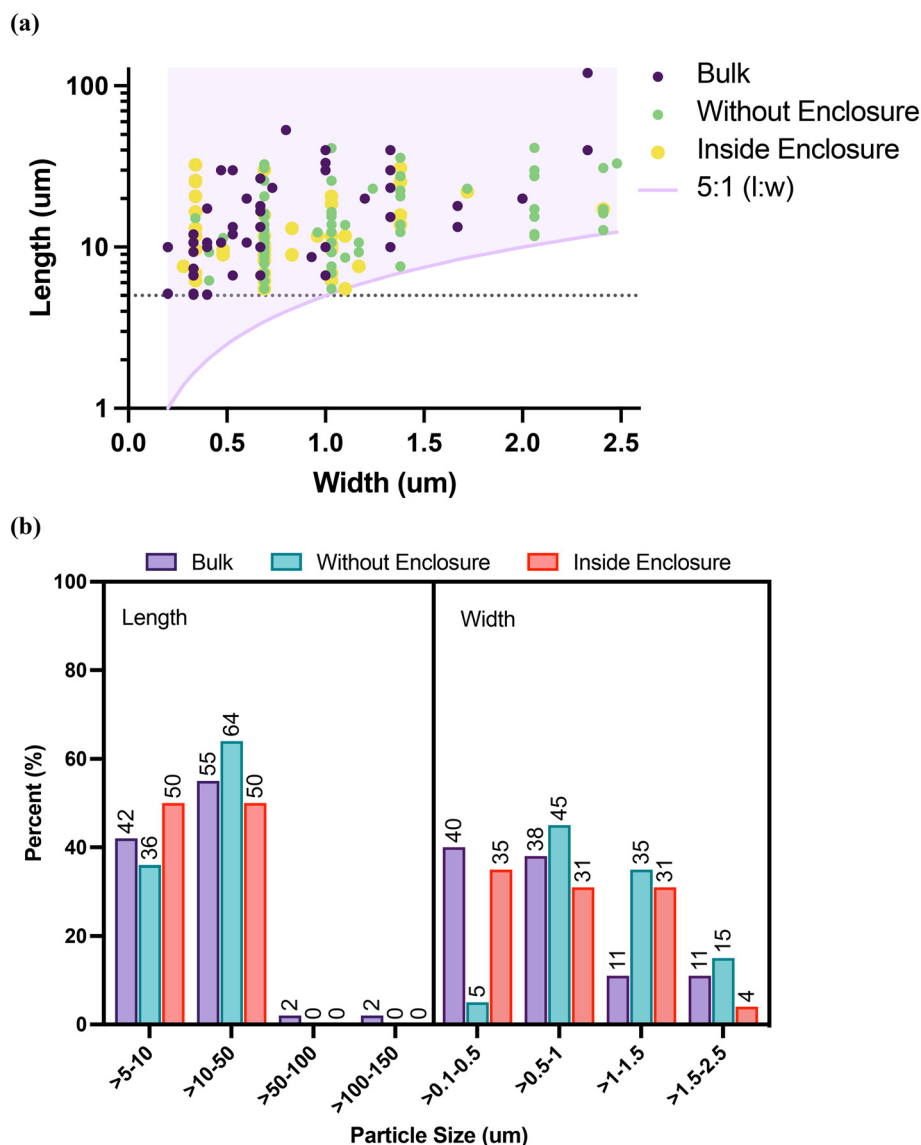 (a)
100
10
1
Length (um)
0.0 0.5 1.0 1.5 2.0 2.5
Width (um)
Bulk
Without Enclosure
Inside Enclosure
5:1 (l:w)
(b)
Bulk Without Enclosure Inside Enclosure
Length Width
100
80
60
40
20
0
Percent (%)
42 36 50 55 64 50 2 0 0 2 0 0 40 5 35 38 45 31 11 35 31 11 15 4
>5-10 >10-50 >50-100 >100-150 >0.1-0.5 >0.5-1 >1-1.5 >1.5-2.5
Particle Size (um)